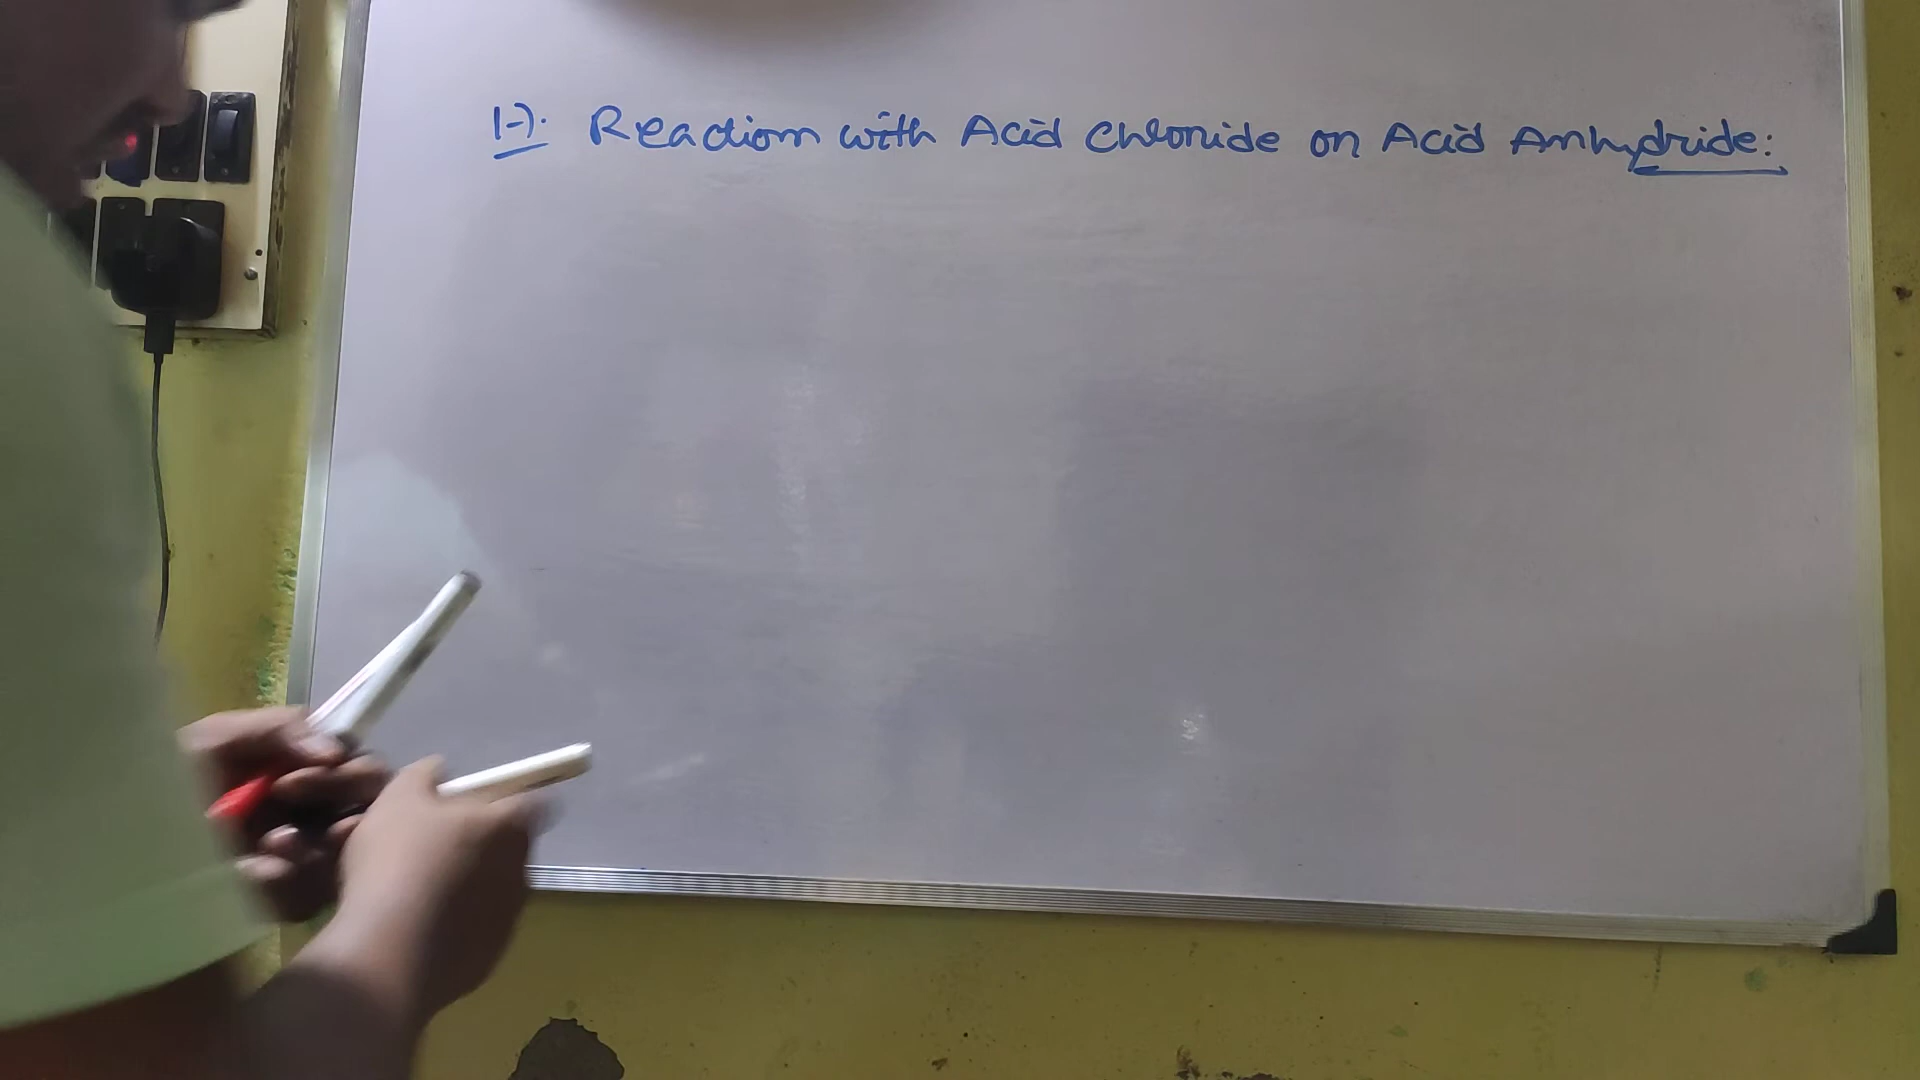 1-). Reaction with Acid Chloride or Acid Anhydride: